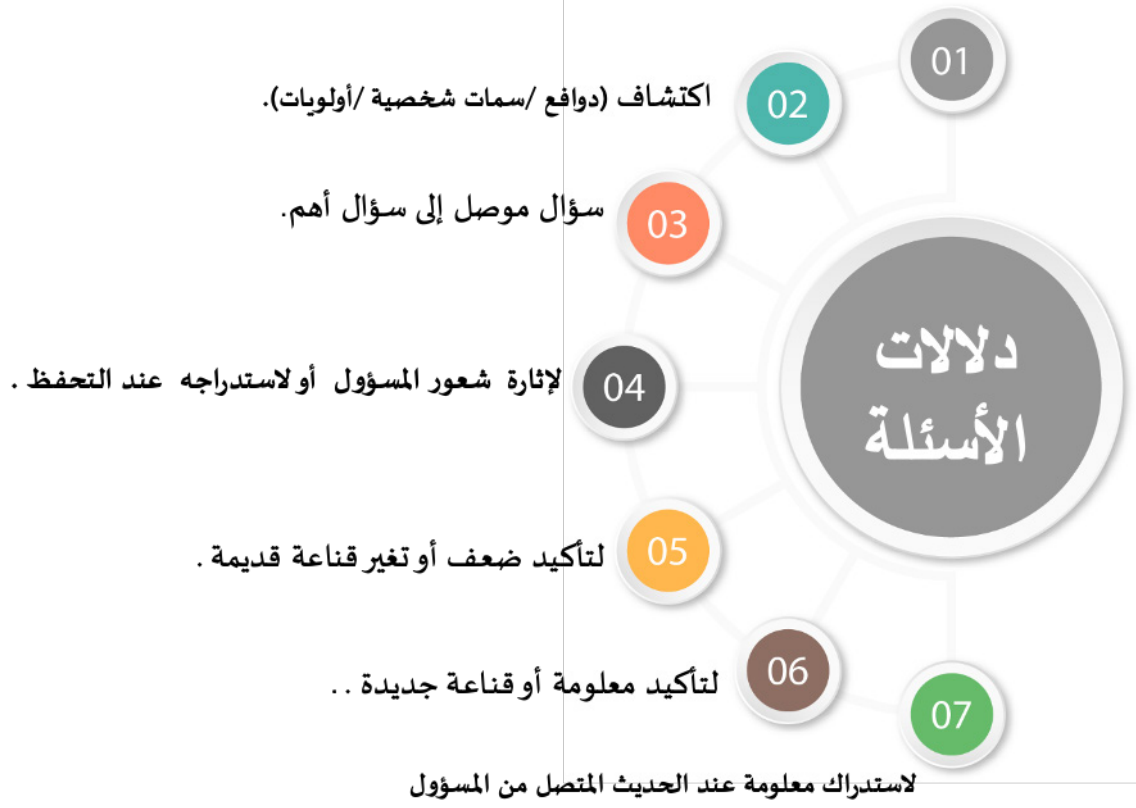 دلالات
الأسئلة
01
02
اكتشاف (دوافع /سمات شخصية /أولويات).
03
سؤال موصل إلى سؤال أهم.
04
لإثارة شعور المسؤول أو لاستدراجه عند التحفظ .
05
لتأكيد ضعف أو تغير قناعة قديمة .
06
لتأكيد معلومة أو قناعة جديدة . .
07
لاستدراك معلومة عند الحديث المتصل من المسؤول